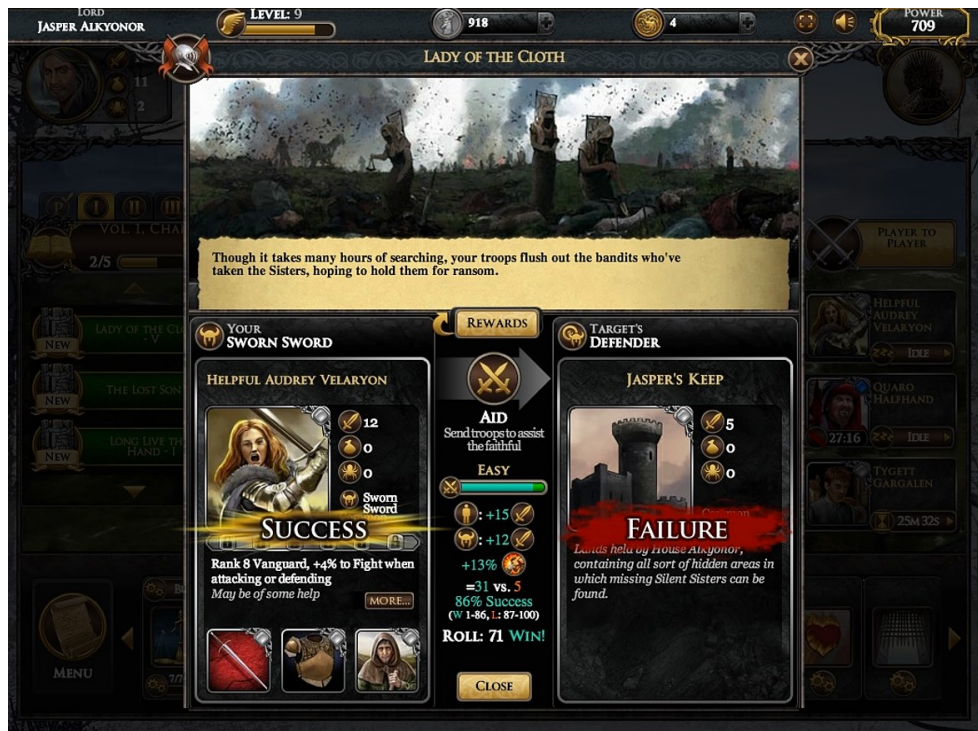 LORD
JASPER ALKYONOR
LEVEL: 9
918
4
POWER
709
LADY OF THE CLOTH
11
2
P
I
II
III
VOL. 1, CHA
2/5
PLAYER TO
PLAYER
Though it takes many hours of searching, your troops flush out the bandits who've
taken the Sisters, hoping to hold them for ransom.
LADY OF THE CLO
- V
NEW
THE LOST SON
NEW
LONG LIVE TH
HAND - I
NEW
REWARDS
YOUR
SWORN SWORD
HELPFUL AUDREY VELARYON
12
0
0
Sworn
Sword
SUCCESS
Rank 8 Vanguard, +4% to Fight when
attacking or defending
May be of some help
MORE...
AID
Send troops to assist
the faithful
EASY
: +15
: +12
+13%
=31 vs. 5
86% Success
(W 1-86, L: 87-100)
ROLL: 71 WIN!
CLOSE
TARGET'S
DEFENDER
JASPER'S KEEP
5
0
0
FAILURE
Lands held by House Alkyonor,
containing all sort of hidden areas in
which missing Silent Sisters can be
found.
HELPFUL
AUDREY
VELARYON
IDLE
QUARO
HALFHAND
27:16
IDLE
TYGETT
GARGALEN
25M 32S
MENU